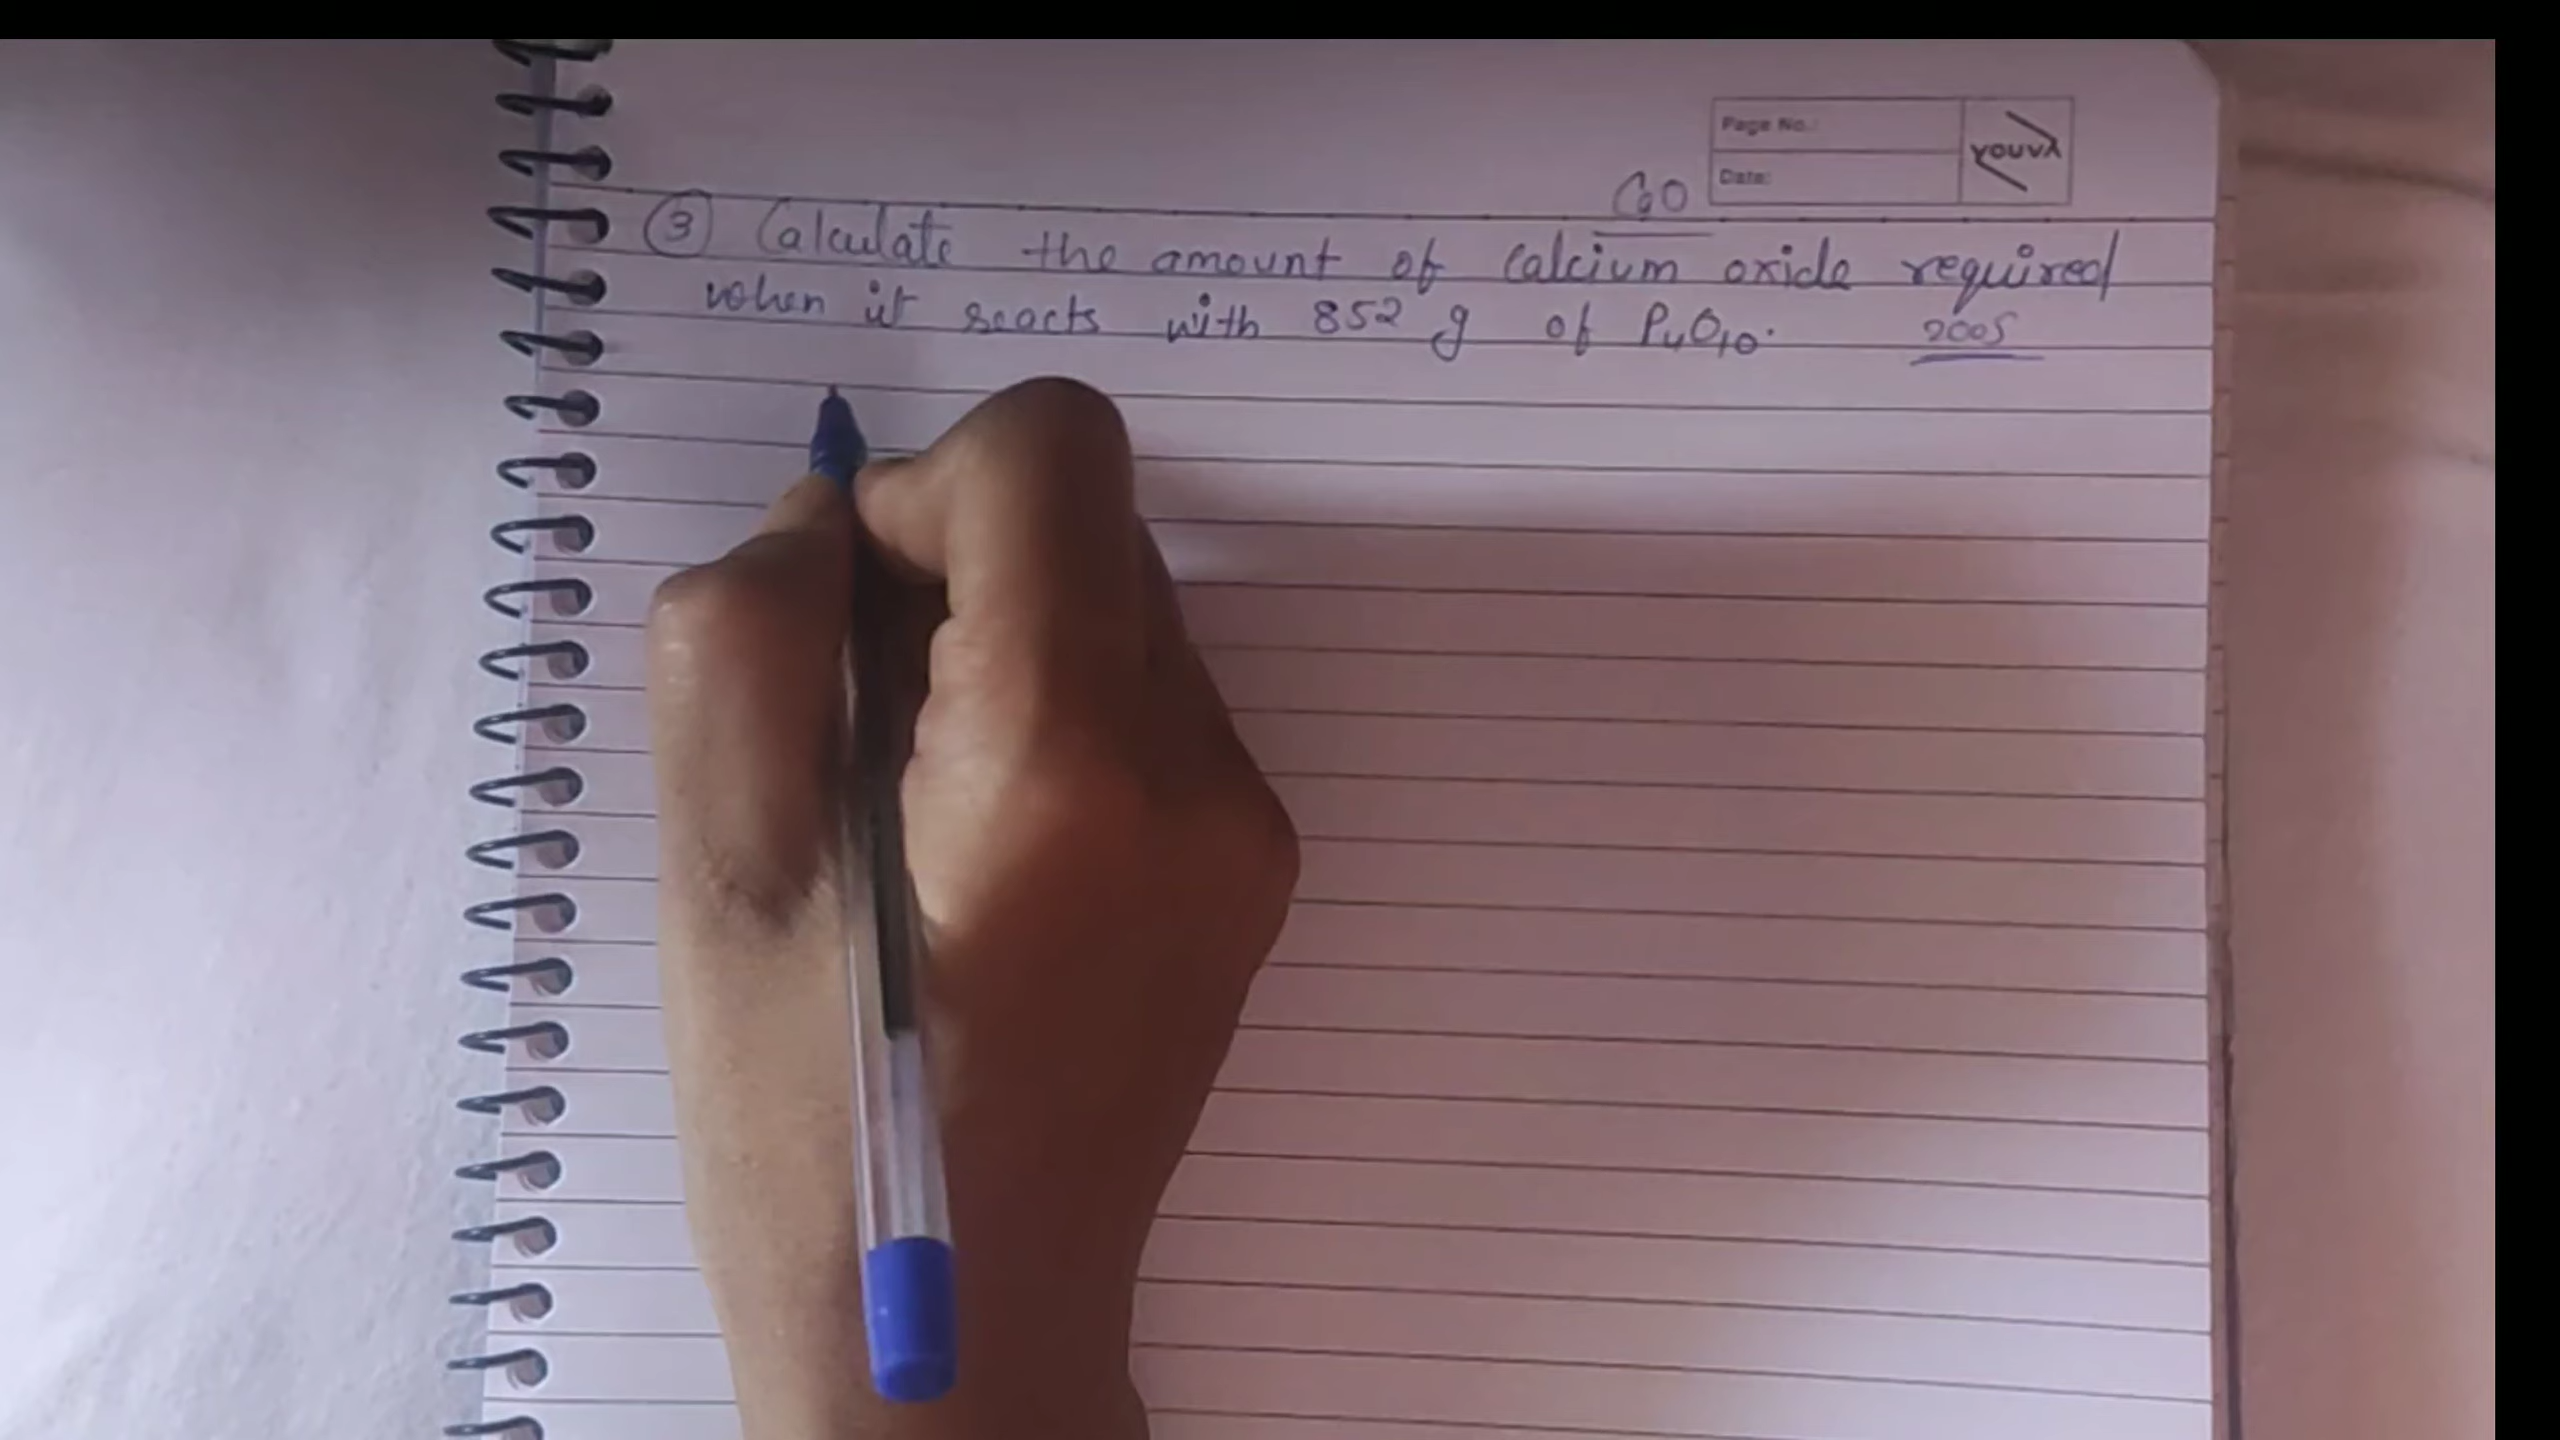 Page No.:
Date:
YOUVA
CaO
③ Calculate the amount of Calcium oxide required
when it reacts with 852 g of P₄O₁₀. 2005